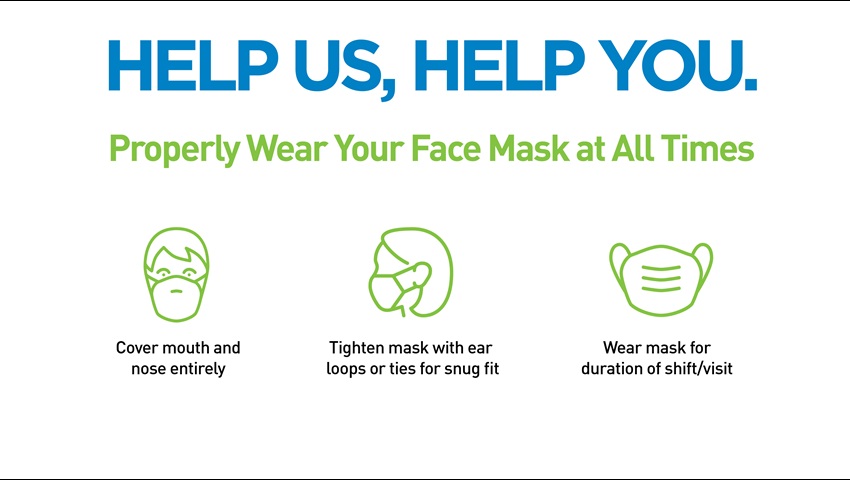 HELP US, HELP YOU.
Properly Wear Your Face Mask at All Times
Cover mouth and
nose entirely
Tighten mask with ear
loops or ties for snug fit
Wear mask for
duration of shift/visit